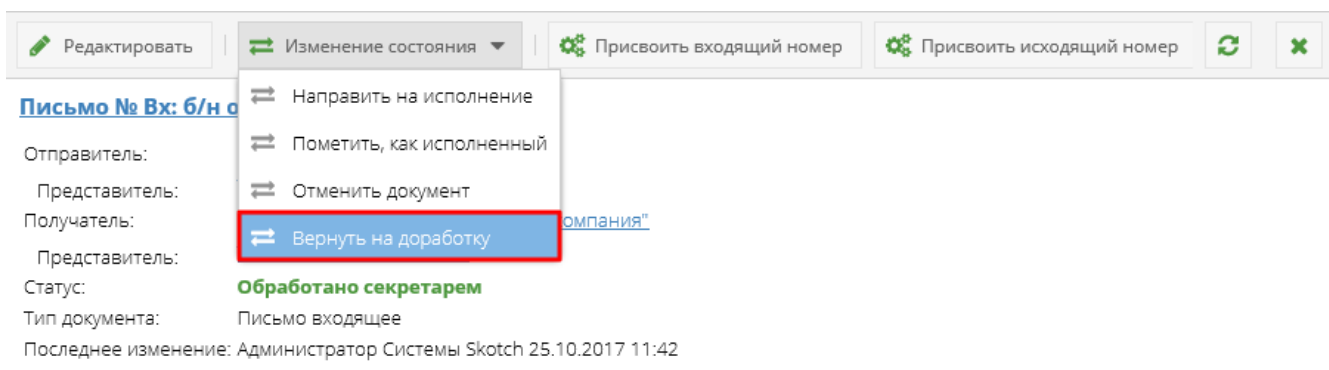 Редактировать Изменение состояния Присвоить входящий номер Присвоить исходящий номер
Письмо № Вх: б/н о
Направить на исполнение
Пометить, как исполненный
Отправитель:
Отменить документ
Представитель:
Получатель: омпания"
Вернуть на доработку
Представитель:
Статус: Обработано секретарем
Тип документа: Письмо входящее
Последнее изменение: Администратор Системы Skotch 25.10.2017 11:42